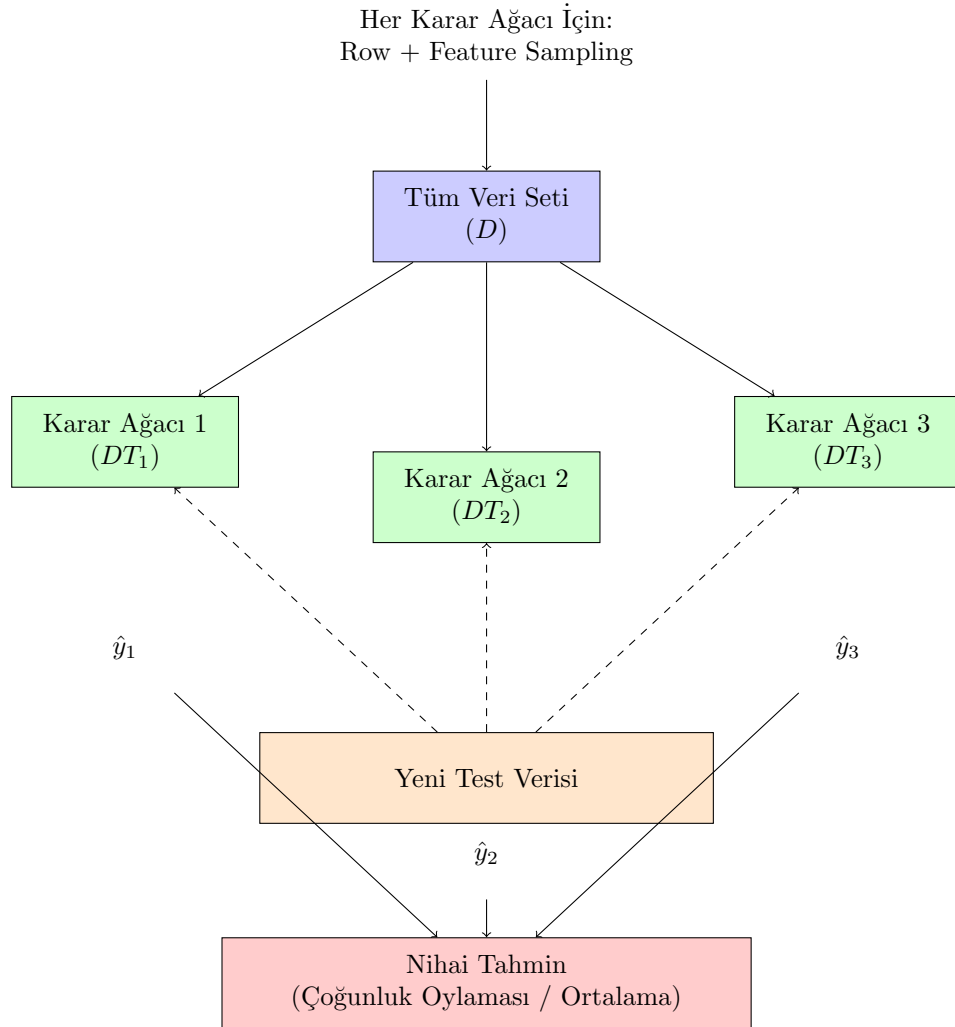 Her Karar Ağacı İçin:
Row + Feature Sampling
Tüm Veri Seti
(D)
Karar Ağacı 1
(DT₁)
Karar Ağacı 2
(DT₂)
Karar Ağacı 3
(DT₃)
ŷ₁
ŷ₃
Yeni Test Verisi
ŷ₂
Nihai Tahmin
(Çoğunluk Oylaması / Ortalama)